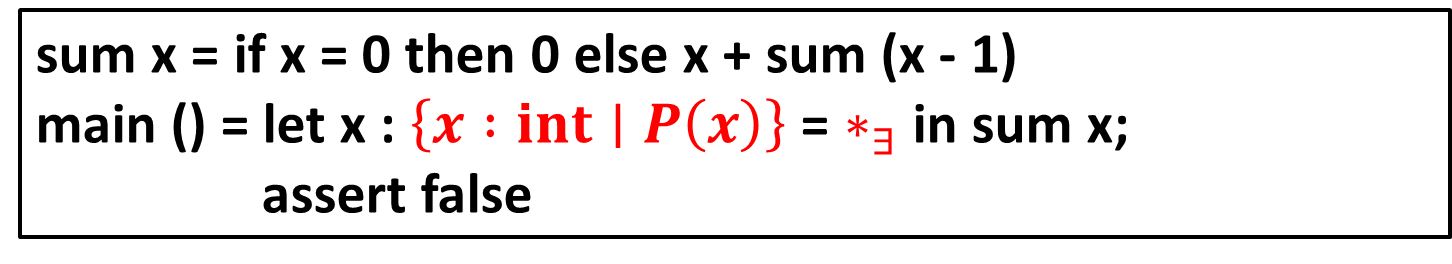 sum x = if x = 0 then 0 else x + sum (x - 1)
main () = let x : {x : int | P(x)} = *∃ in sum x;
assert false